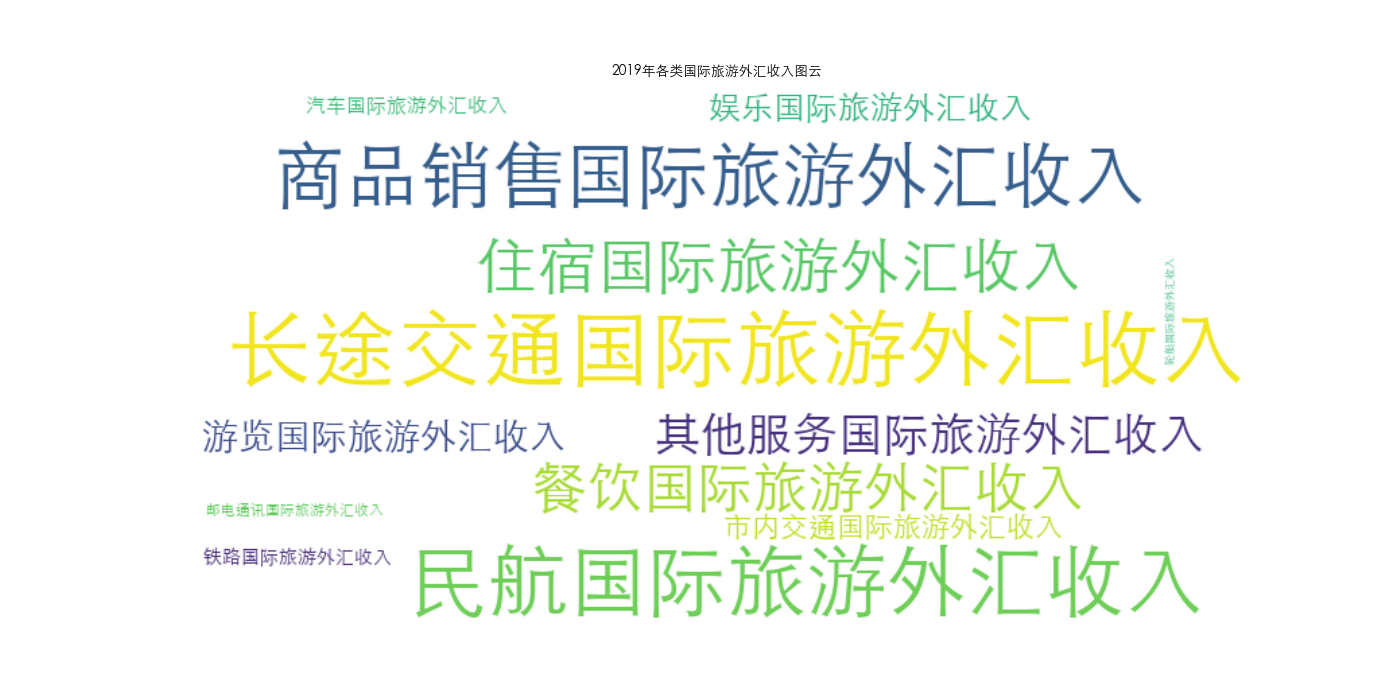 2019年各类国际旅游外汇收入图云
汽车国际旅游外汇收入
娱乐国际旅游外汇收入
商品销售国际旅游外汇收入
住宿国际旅游外汇收入
轮船国际旅游外汇收入
长途交通国际旅游外汇收入
游览国际旅游外汇收入
其他服务国际旅游外汇收入
餐饮国际旅游外汇收入
邮电通讯国际旅游外汇收入
市内交通国际旅游外汇收入
铁路国际旅游外汇收入
民航国际旅游外汇收入